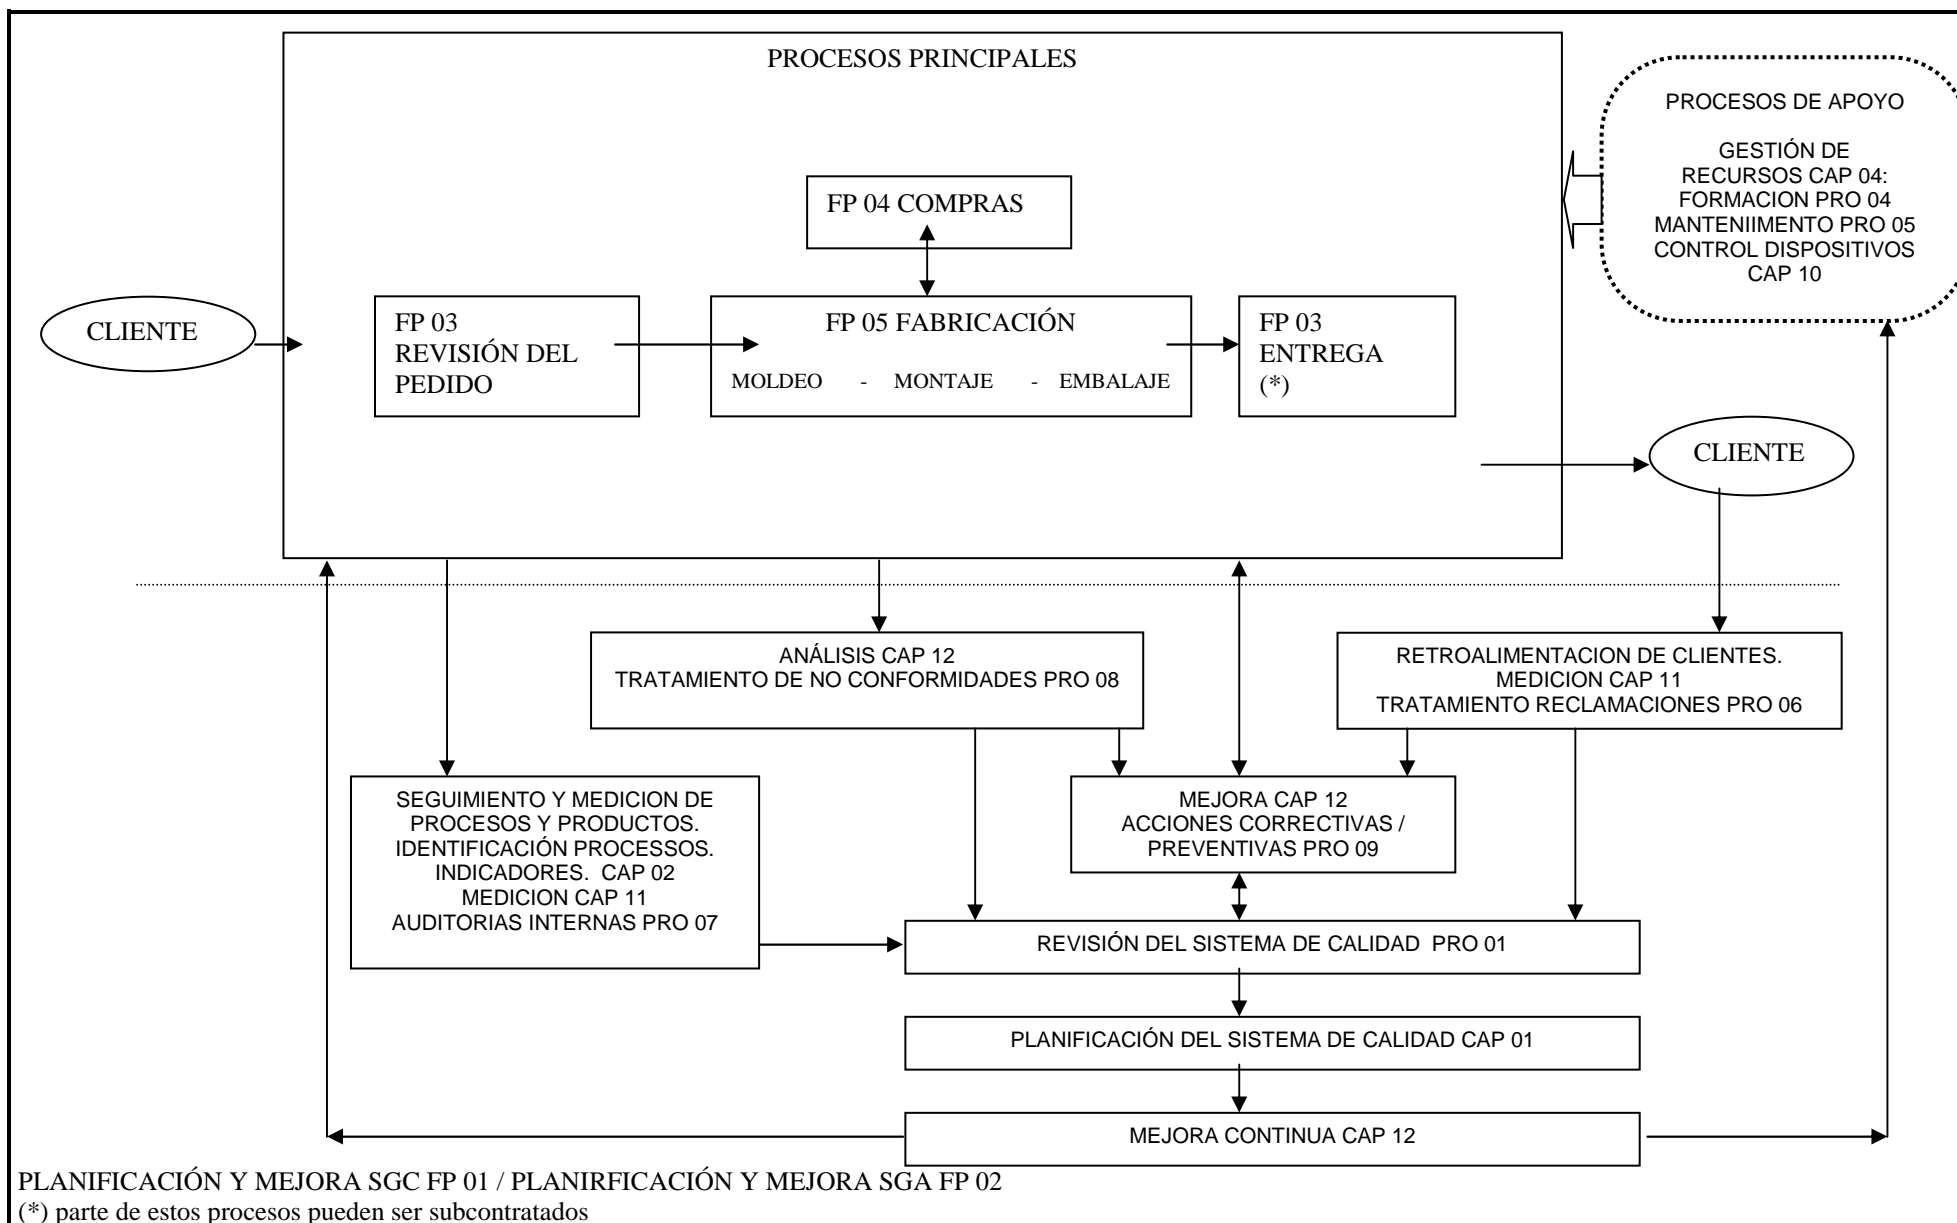 PROCESOS PRINCIPALES
PROCESOS DE APOYO
GESTIÓN DE
RECURSOS CAP 04:
FORMACION PRO 04
MANTENIIMENTO PRO 05
CONTROL DISPOSITIVOS
CAP 10
FP 04 COMPRAS
CLIENTE
FP 03
REVISIÓN DEL
PEDIDO
FP 05 FABRICACIÓN
MOLDEO - MONTAJE - EMBALAJE
FP 03
ENTREGA
(*)
CLIENTE
ANÁLISIS CAP 12
TRATAMIENTO DE NO CONFORMIDADES PRO 08
RETROALIMENTACION DE CLIENTES.
MEDICION CAP 11
TRATAMIENTO RECLAMACIONES PRO 06
SEGUIMIENTO Y MEDICION DE
PROCESOS Y PRODUCTOS.
IDENTIFICACIÓN PROCESSOS.
INDICADORES. CAP 02
MEDICION CAP 11
AUDITORIAS INTERNAS PRO 07
MEJORA CAP 12
ACCIONES CORRECTIVAS /
PREVENTIVAS PRO 09
REVISIÓN DEL SISTEMA DE CALIDAD PRO 01
PLANIFICACIÓN DEL SISTEMA DE CALIDAD CAP 01
MEJORA CONTINUA CAP 12
PLANIFICACIÓN Y MEJORA SGC FP 01 / PLANIRFICACIÓN Y MEJORA SGA FP 02
(*) parte de estos procesos pueden ser subcontratados